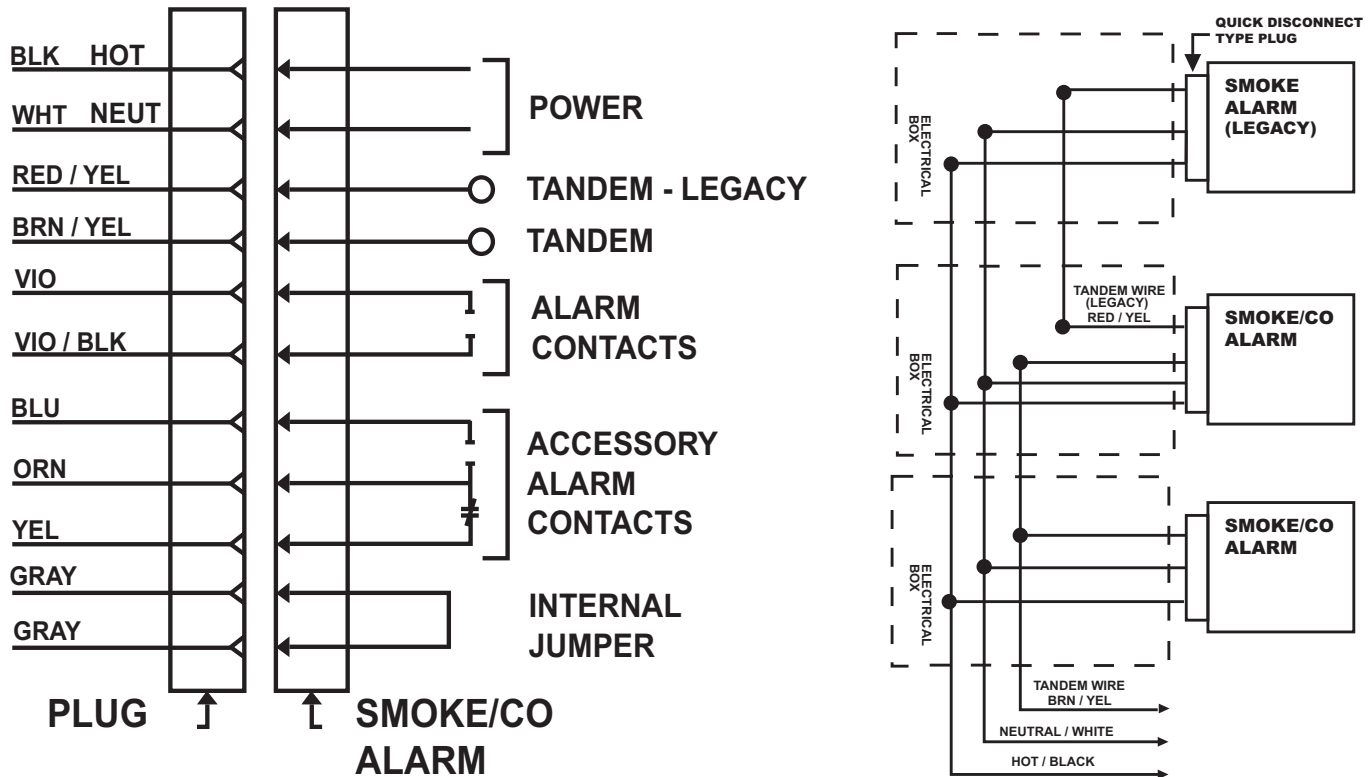 BLK HOT
WHT NEUT
RED / YEL
BRN / YEL
VIO
VIO / BLK
BLU
ORN
YEL
GRAY
GRAY
POWER
TANDEM - LEGACY
TANDEM
ALARM
CONTACTS
ACCESSORY
ALARM
CONTACTS
INTERNAL
JUMPER
PLUG
SMOKE/CO
ALARM
QUICK DISCONNECT
TYPE PLUG
ELECTRICAL
BOX
SMOKE
ALARM
(LEGACY)
TANDEM WIRE
(LEGACY)
RED / YEL
ELECTRICAL
BOX
SMOKE/CO
ALARM
ELECTRICAL
BOX
SMOKE/CO
ALARM
TANDEM WIRE
BRN / YEL
NEUTRAL / WHITE
HOT / BLACK